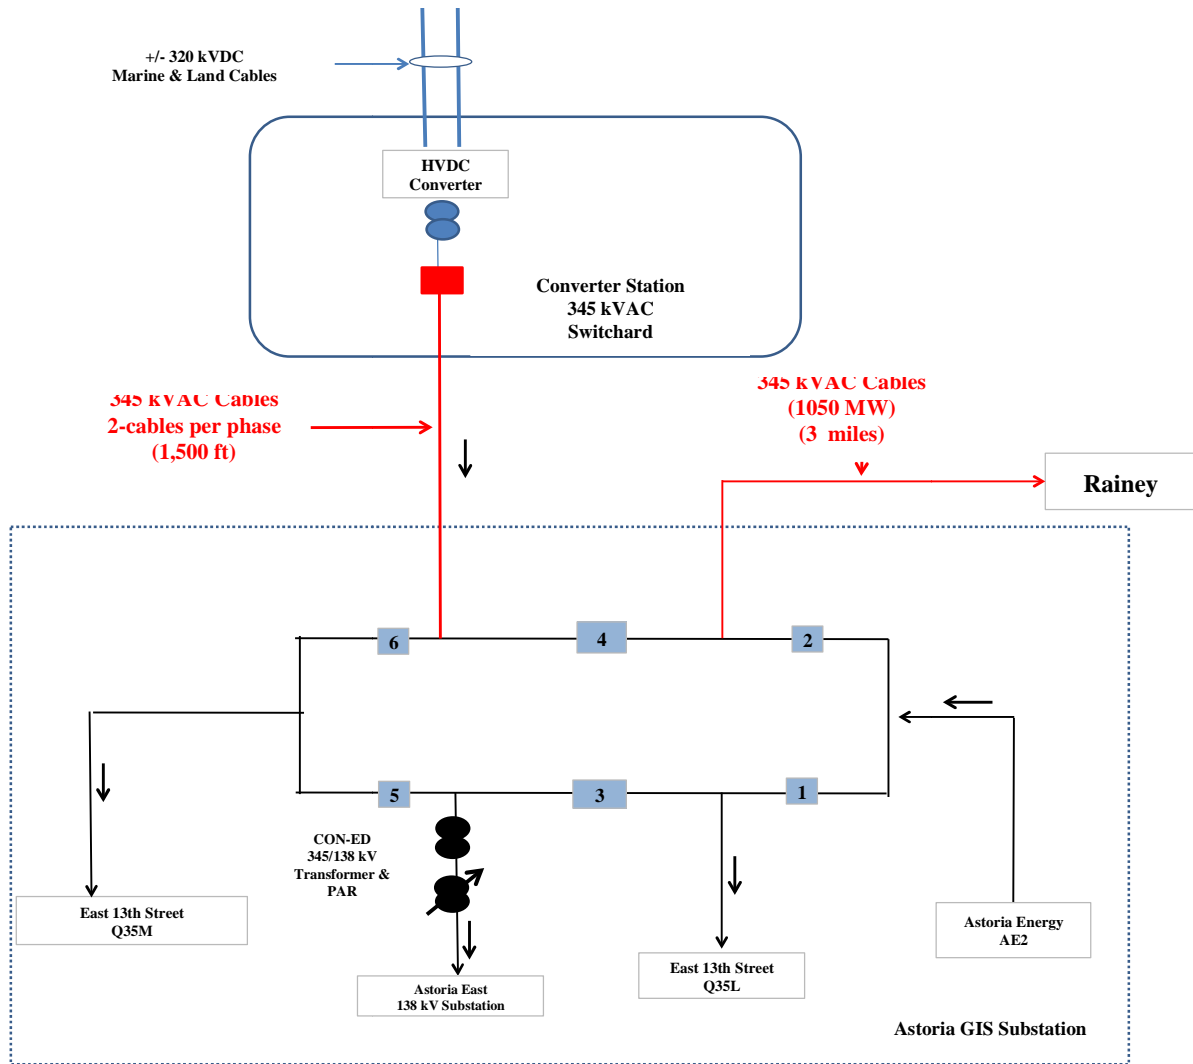 +/- 320 kVDC
Marine & Land Cables
HVDC
Converter
Converter Station
345 kVAC
Switchard
345 kVAC Cables
2-cables per phase
(1,500 ft)
345 kVAC Cables
(1050 MW)
(3 miles)
Rainey
6
4
2
5
3
1
CON-ED
345/138 kV
Transformer &
PAR
East 13th Street
Q35M
Astoria East
138 kV Substation
East 13th Street
Q35L
Astoria Energy
AE2
Astoria GIS Substation